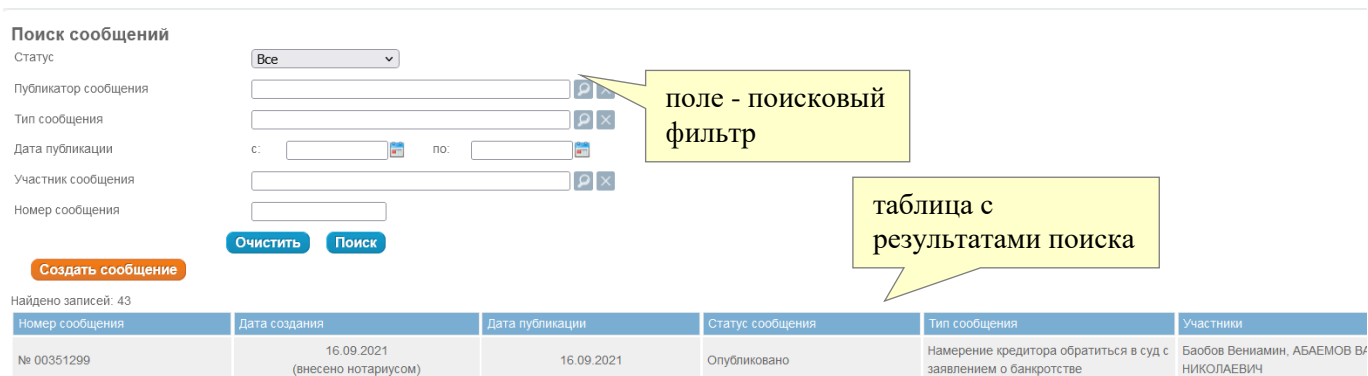 Поиск сообщений
Статус
Все
Публикатор сообщения
Тип сообщения
Дата публикации с: по:
Участник сообщения
Номер сообщения
поле - поисковый
фильтр
таблица с
результатами поиска
Очистить Поиск
Создать сообщение
Найдено записей: 43
Номер сообщения Дата создания Дата публикации Статус сообщения Тип сообщения Участники
№ 00351299 16.09.2021 (внесено нотариусом) 16.09.2021 Опубликовано Намерение кредитора обратиться в суд с заявлением о банкротстве Баобов Вениамин, АБАЕМОВ ВА НИКОЛАЕВИЧ